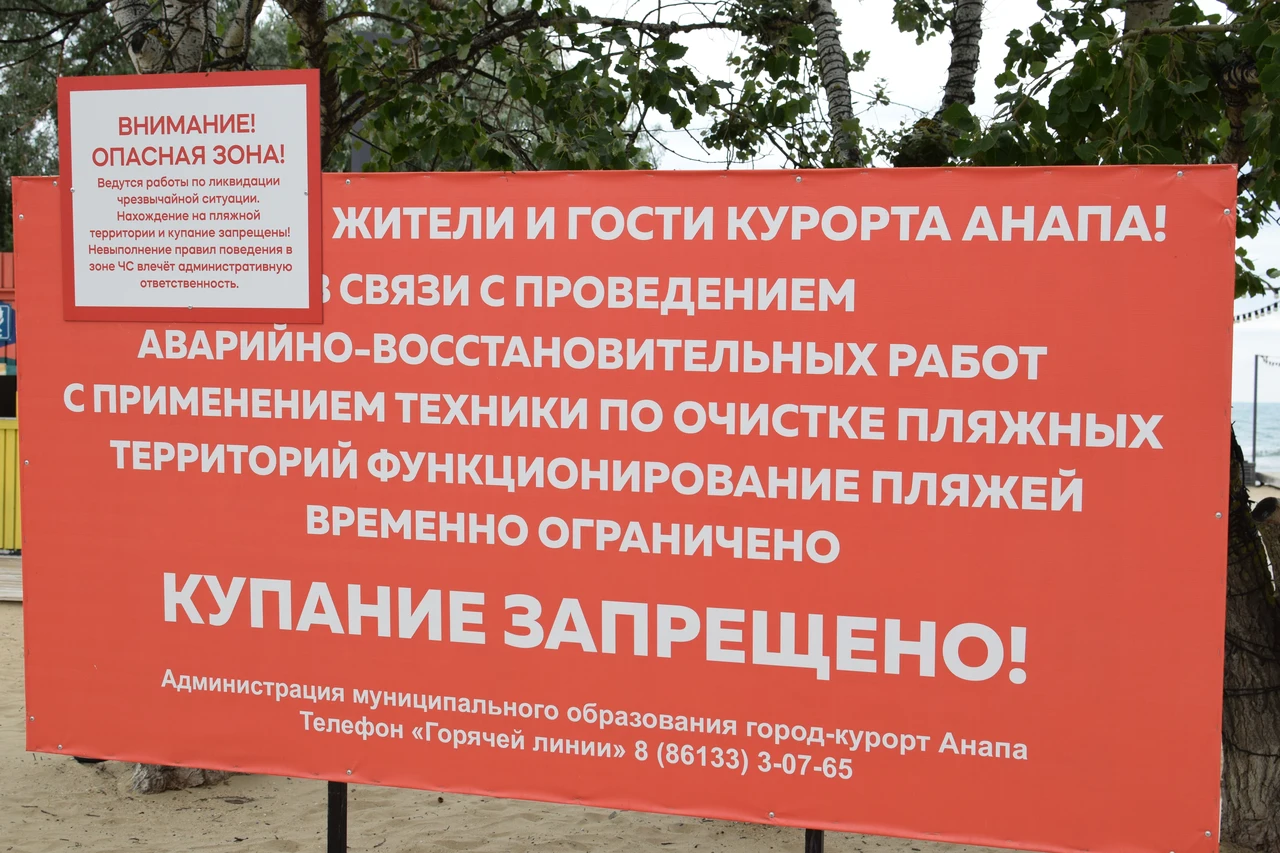 ВНИМАНИЕ!
ОПАСНАЯ ЗОНА!
Ведутся работы по ликвидации
чрезвычайной ситуации.
Нахождение на пляжной
территории и купание запрещены!
Невыполнение правил поведения в
зоне ЧС влечёт административную
ответственность.
ЖИТЕЛИ И ГОСТИ КУРОРТА АНАПА!
В СВЯЗИ С ПРОВЕДЕНИЕМ
АВАРИЙНО-ВОССТАНОВИТЕЛЬНЫХ РАБОТ
С ПРИМЕНЕНИЕМ ТЕХНИКИ ПО ОЧИСТКЕ ПЛЯЖНЫХ
ТЕРРИТОРИЙ ФУНКЦИОНИРОВАНИЕ ПЛЯЖЕЙ
ВРЕМЕННО ОГРАНИЧЕНО
КУПАНИЕ ЗАПРЕЩЕНО!
Администрация муниципального образования город-курорт Анапа
Телефон «Горячей линии» 8 (86133) 3-07-65